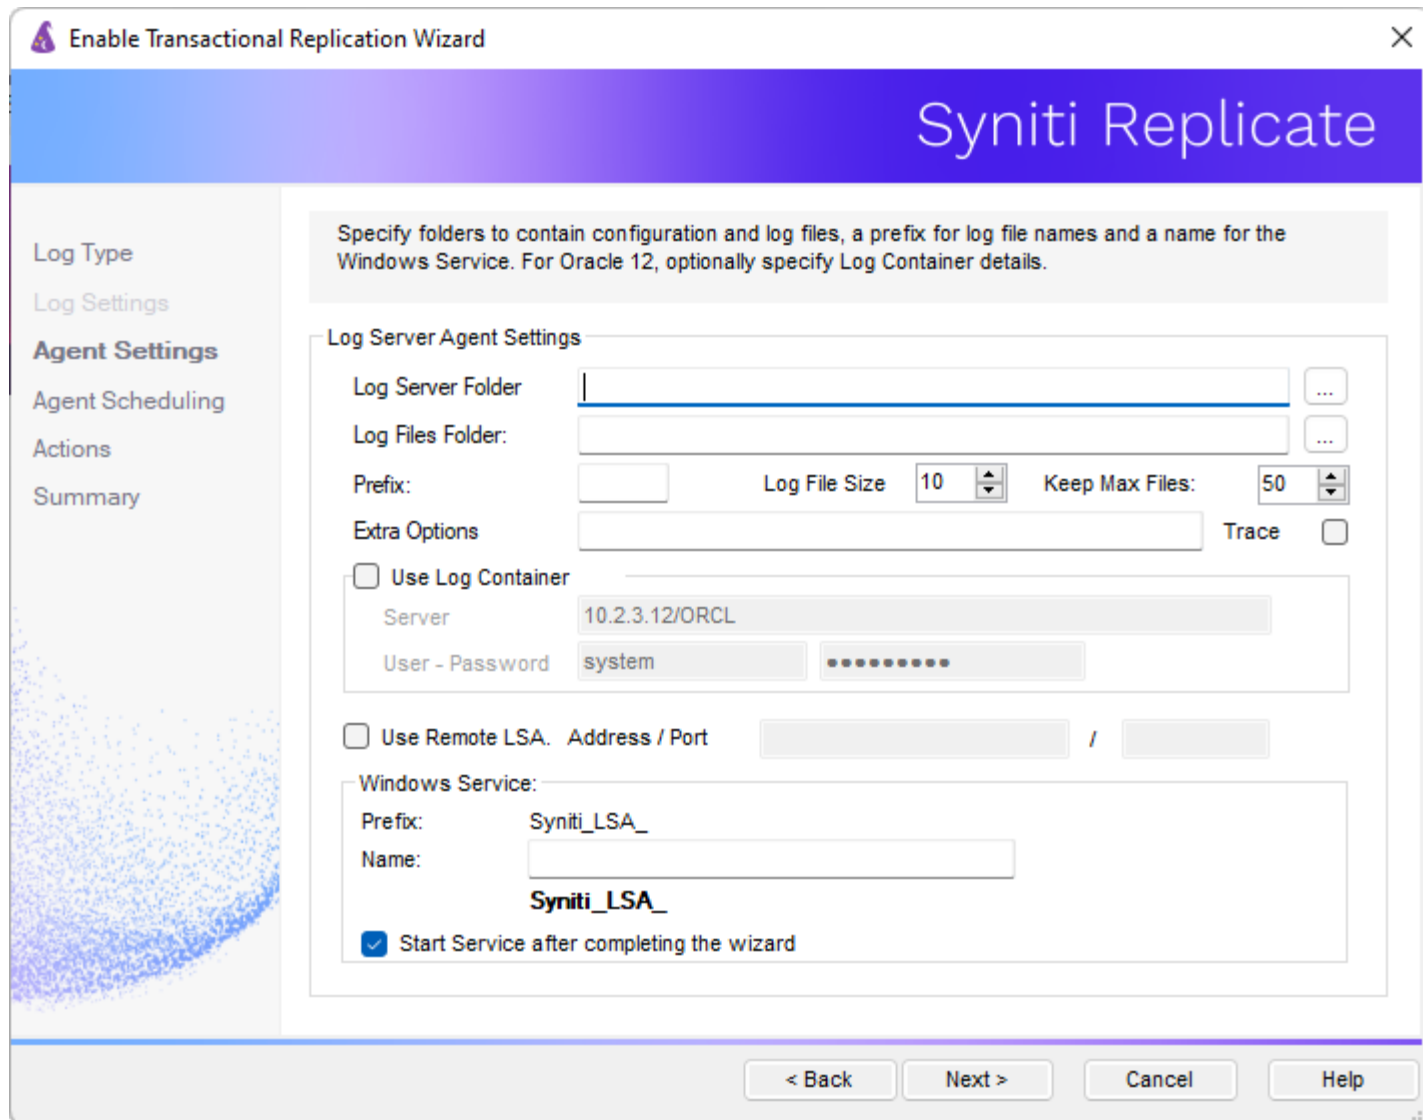 Enable Transactional Replication Wizard
Syniti Replicate
Log Type
Log Settings
Agent Settings
Agent Scheduling
Actions
Summary
Specify folders to contain configuration and log files, a prefix for log file names and a name for the
Windows Service. For Oracle 12, optionally specify Log Container details.
Log Server Agent Settings
Log Server Folder ...
Log Files Folder: ...
Prefix: Log File Size 10 Keep Max Files: 50
Extra Options Trace
Use Log Container
Server 10.2.3.12/ORCL
User - Password system •••••••••
Use Remote LSA. Address / Port /
Windows Service:
Prefix: Syniti_LSA_
Name:
Syniti_LSA_
Start Service after completing the wizard
< Back Next > Cancel Help